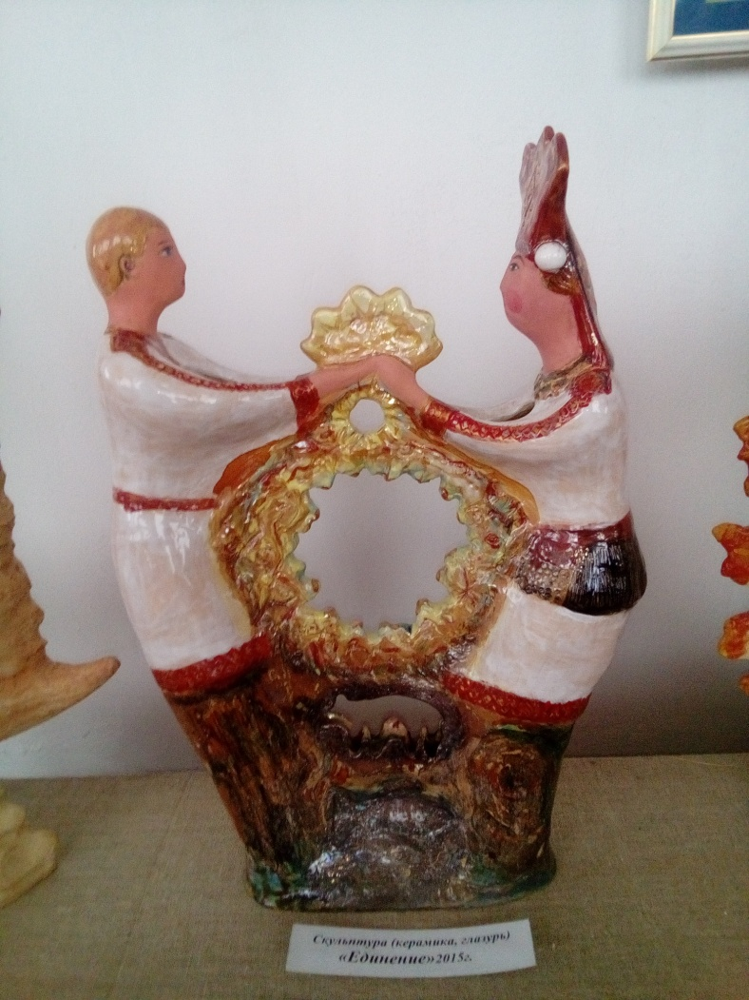 Скульптура (керамика, глазурь)
«Единение»2015г.